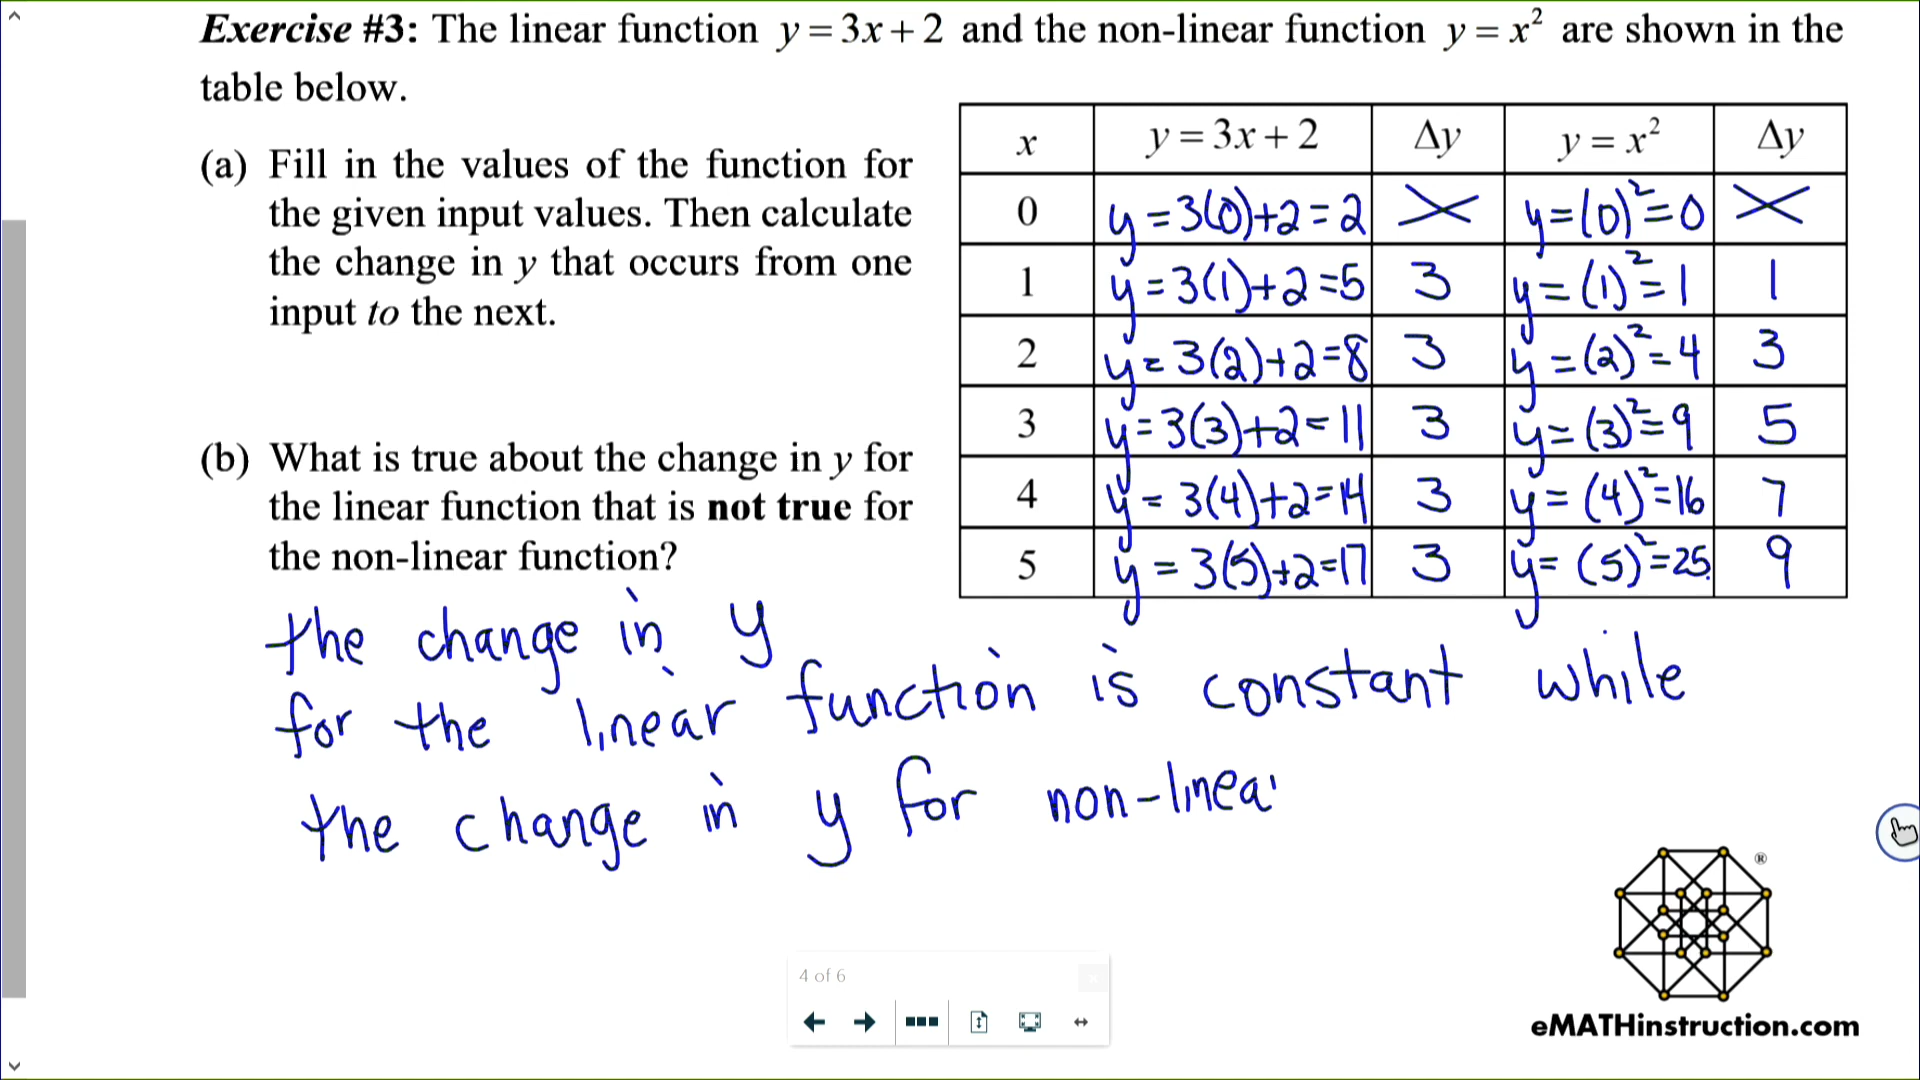 Exercise #3: The linear function y = 3x + 2 and the non-linear function y = x² are shown in the
table below.
(a) Fill in the values of the function for
the given input values. Then calculate
the change in y that occurs from one
input to the next.
x y = 3x + 2 Δy y = x² Δy
0 y = 3(0)+2 = 2 × y = (0)² = 0 ×
1 y = 3(1)+2 = 5 3 y = (1)² = 1 1
2 y = 3(2)+2 = 8 3 y = (2)² = 4 3
3 y = 3(3)+2 = 11 3 y = (3)² = 9 5
4 y = 3(4)+2 = 14 3 y = (4)² = 16 7
5 y = 3(5)+2 = 17 3 y = (5)² = 25 9
(b) What is true about the change in y for
the linear function that is not true for
the non-linear function?
the change in y
for the linear function is constant while
the change in y for non-linea
4 of 6
®
eMATHinstruction.com